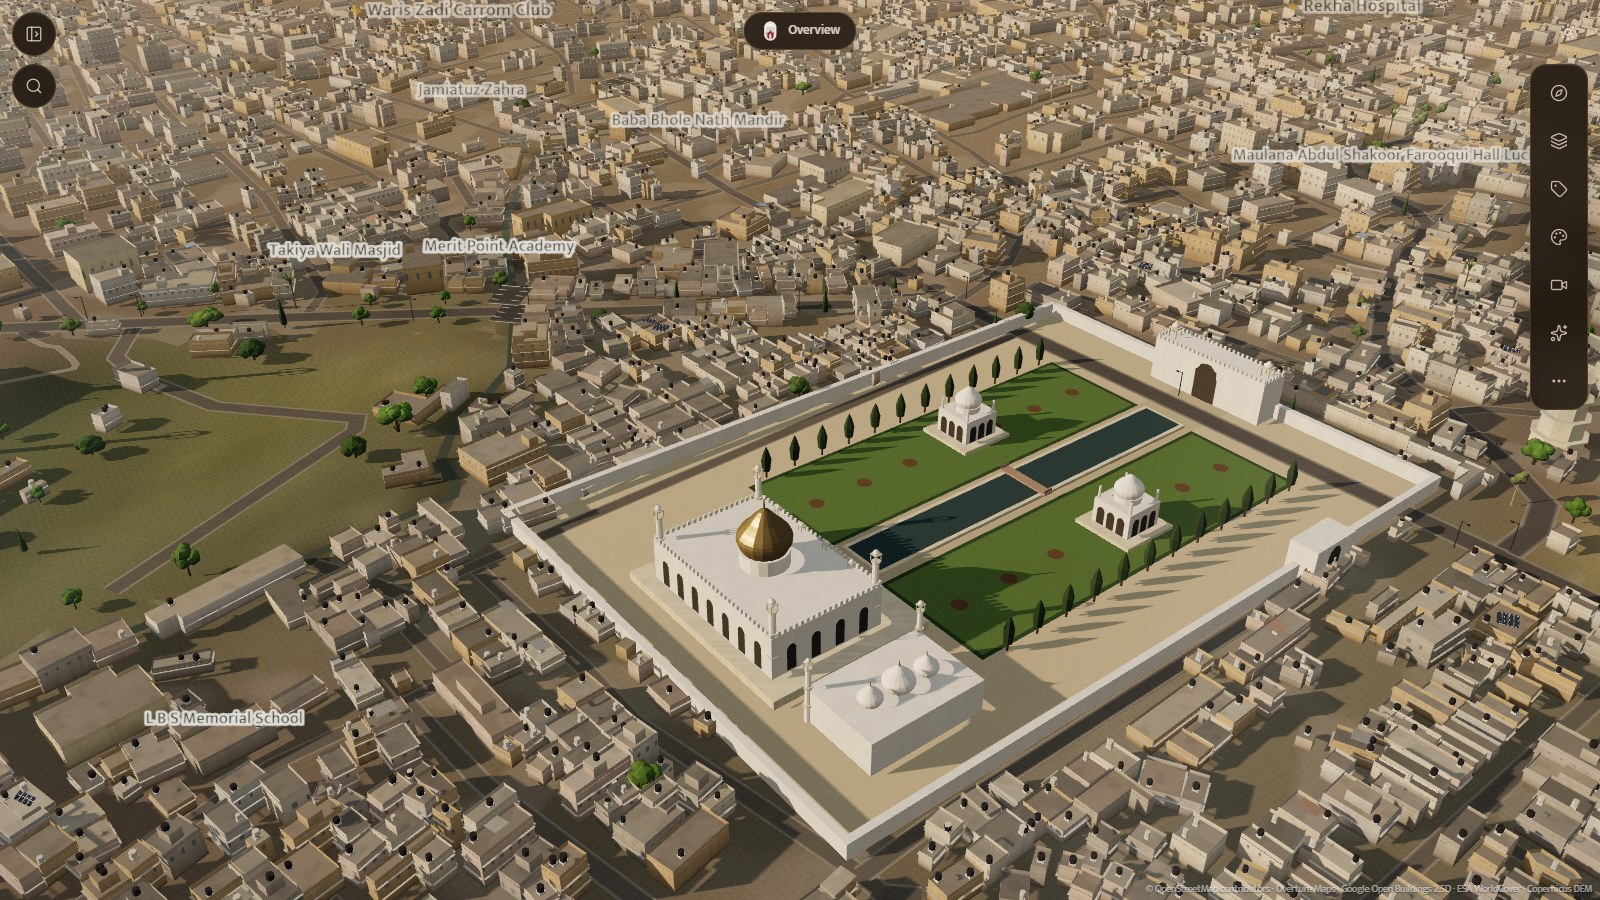 Waris Zadi Carrom Club
Rekha Hospital
Overview
Jamiatuz Zahra
Baba Bhole Nath Mandir
Maulana Abdul Shakoor Farooqui Hall Luc
Takiya Wali Masjid
Merit Point Academy
L B S Memorial School
© OpenStreetMap contributors · Overture Maps · Google Open Buildings 2.5D · ESA WorldCover · Copernicus DEM